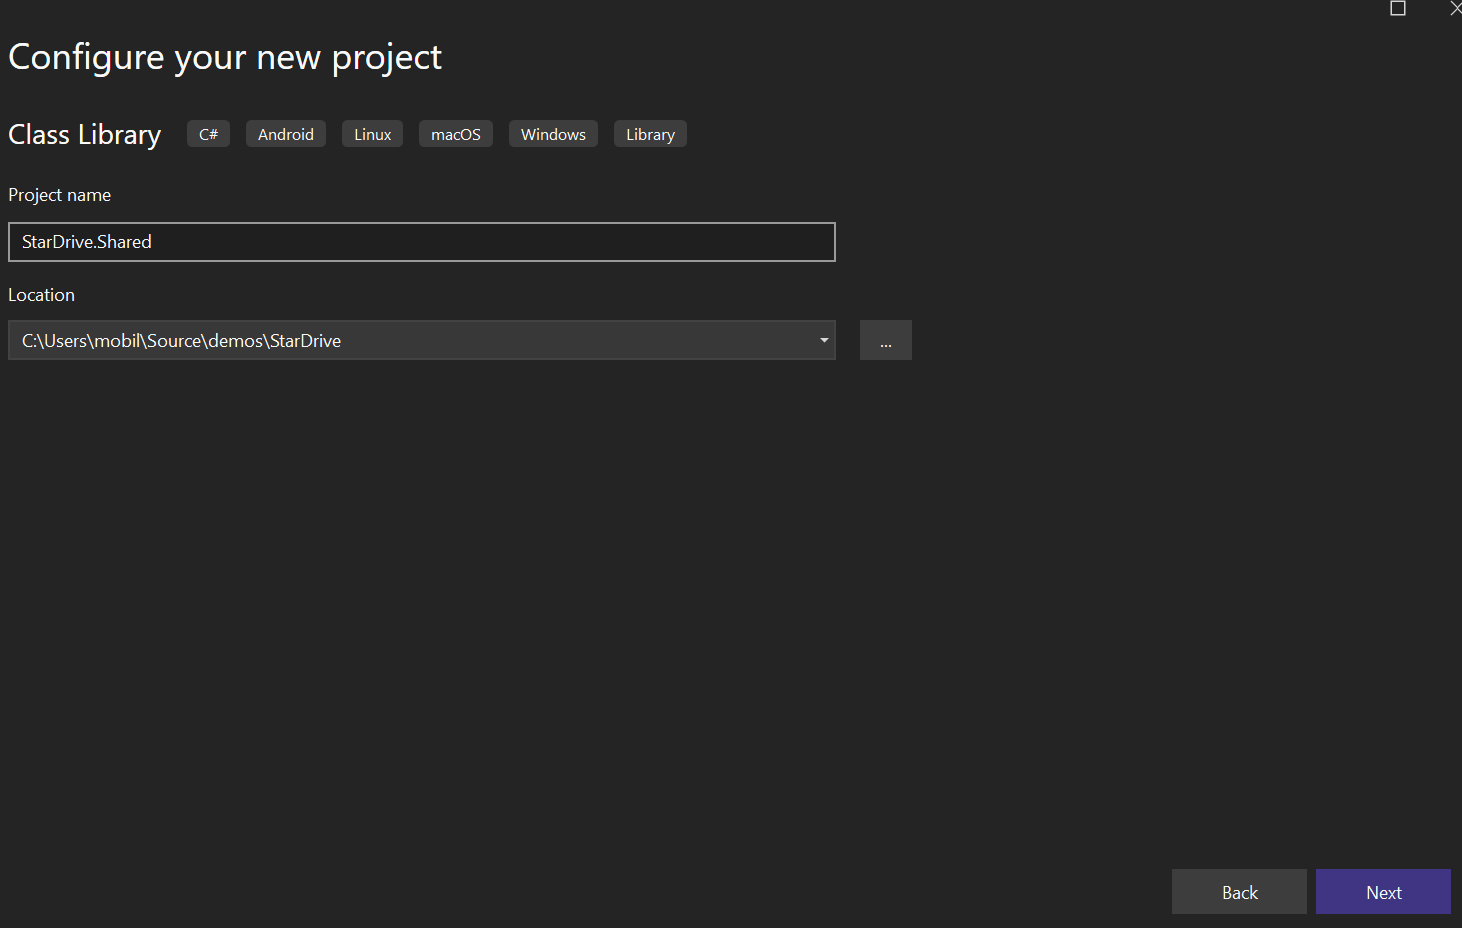 Configure your new project
Class Library C# Android Linux macOS Windows Library
Project name
StarDrive.Shared
Location
C:\Users\mobil\Source\demos\StarDrive
...
Back Next